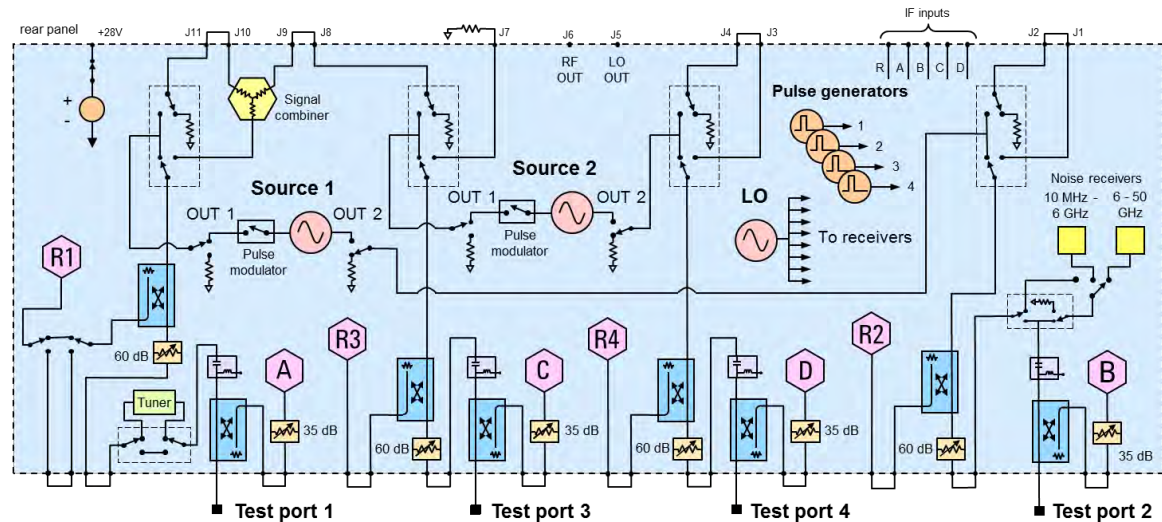 IF inputs
rear panel
+28V
J11
J10
J9
J8
J7
J6
J5
J4
J3
J2
J1
RF
OUT
LO
OUT
R
A
B
C
D
+
-
Signal
combiner
Pulse generators
1
2
3
4
Source 1
Source 2
OUT 1
OUT 2
OUT 1
OUT 2
Pulse
modulator
Pulse
modulator
LO
To receivers
Noise receivers
10 MHz -
6 GHz
6 - 50
GHz
R1
R3
R4
R2
A
C
D
B
60 dB
Tuner
35 dB
60 dB
35 dB
60 dB
35 dB
60 dB
35 dB
Test port 1
Test port 3
Test port 4
Test port 2